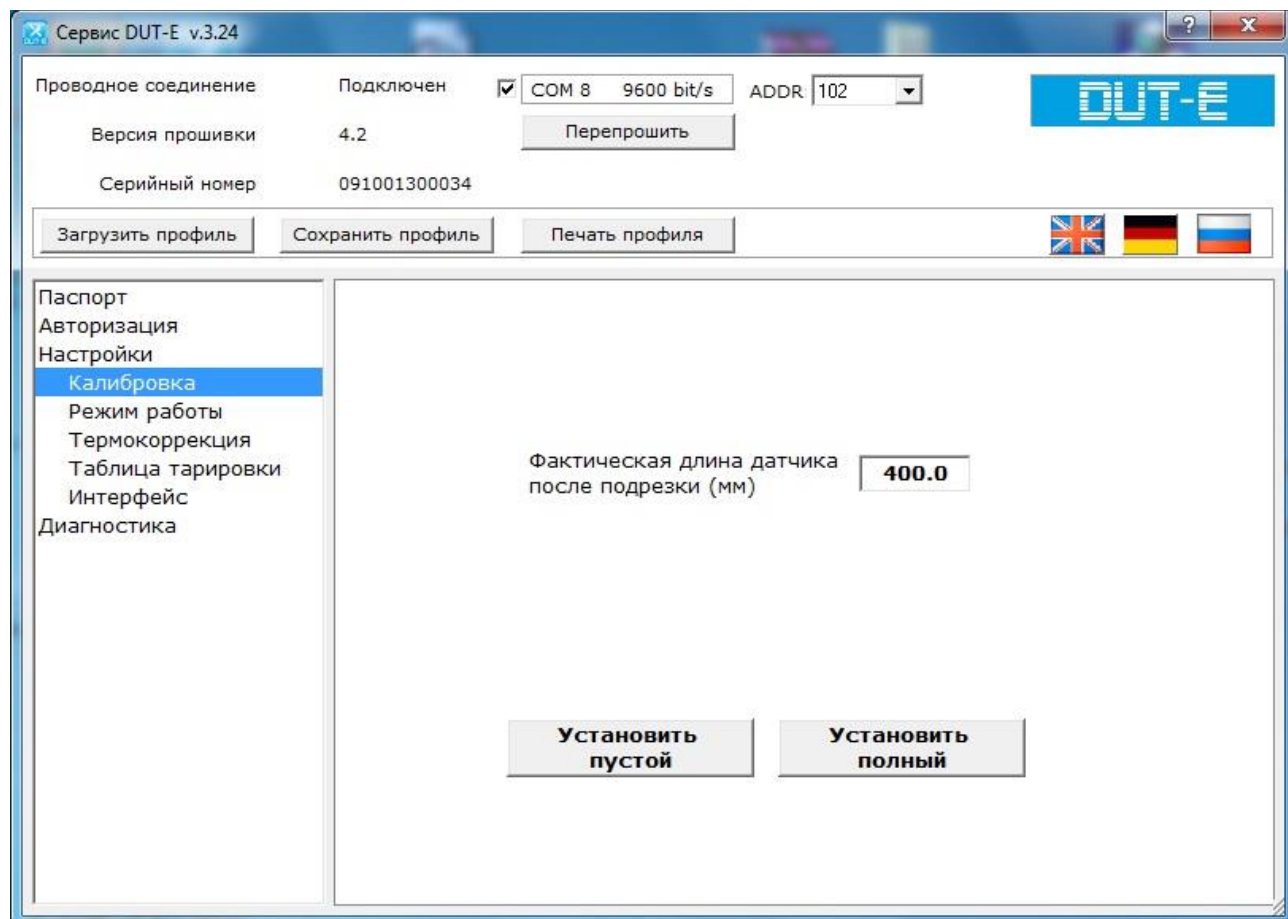 Сервис DUT-E v.3.24
Проводное соединение Подключен COM 8 9600 bit/s ADDR 102
DUT-E
Версия прошивки 4.2 Перепрошить
Серийный номер 091001300034
Загрузить профиль Сохранить профиль Печать профиля
Паспорт
Авторизация
Настройки
Калибровка
Режим работы
Термокоррекция
Таблица тарировки
Интерфейс
Диагностика
Фактическая длина датчика
после подрезки (мм)
400.0
Установить
пустой
Установить
полный